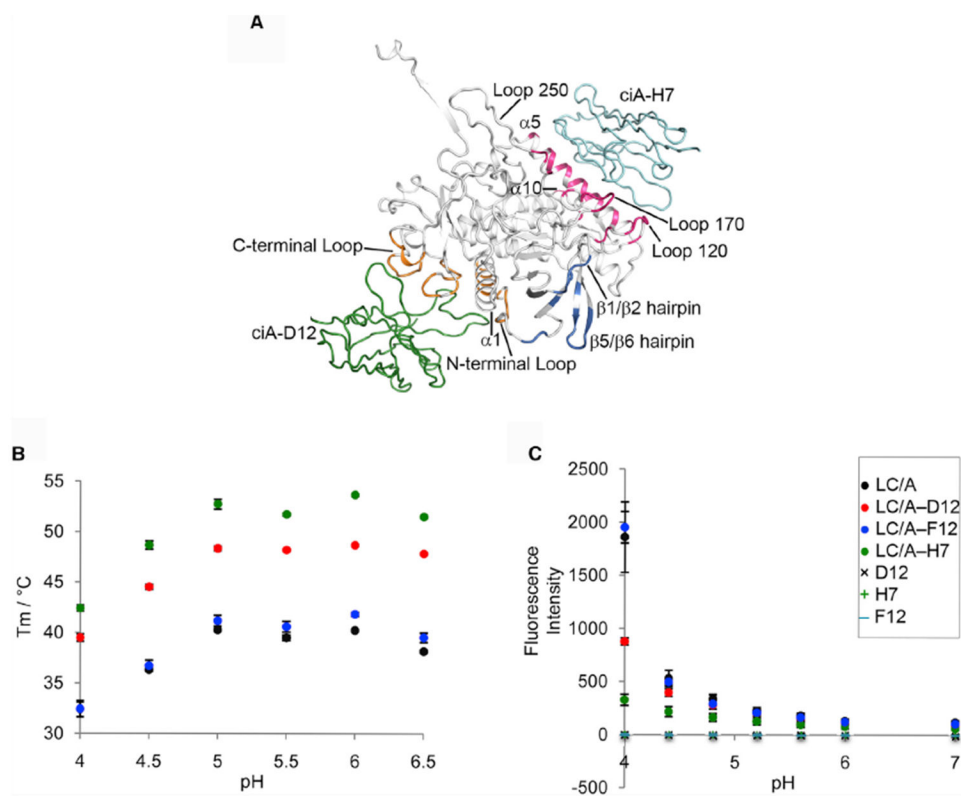 A
Loop 250
ciA-H7
α5
α10
Loop 170
Loop 120
C-terminal Loop
β1/β2 hairpin
ciA-D12
α1
β5/β6 hairpin
N-terminal Loop
B
55
50
45
40
35
30
Tm / °C
4 4.5 5 5.5 6 6.5
pH
C
2500
2000
1500
1000
500
0
-500
Fluorescence
Intensity
4 5 6 7
pH
LC/A
LC/A–D12
LC/A–F12
LC/A–H7
D12
H7
F12